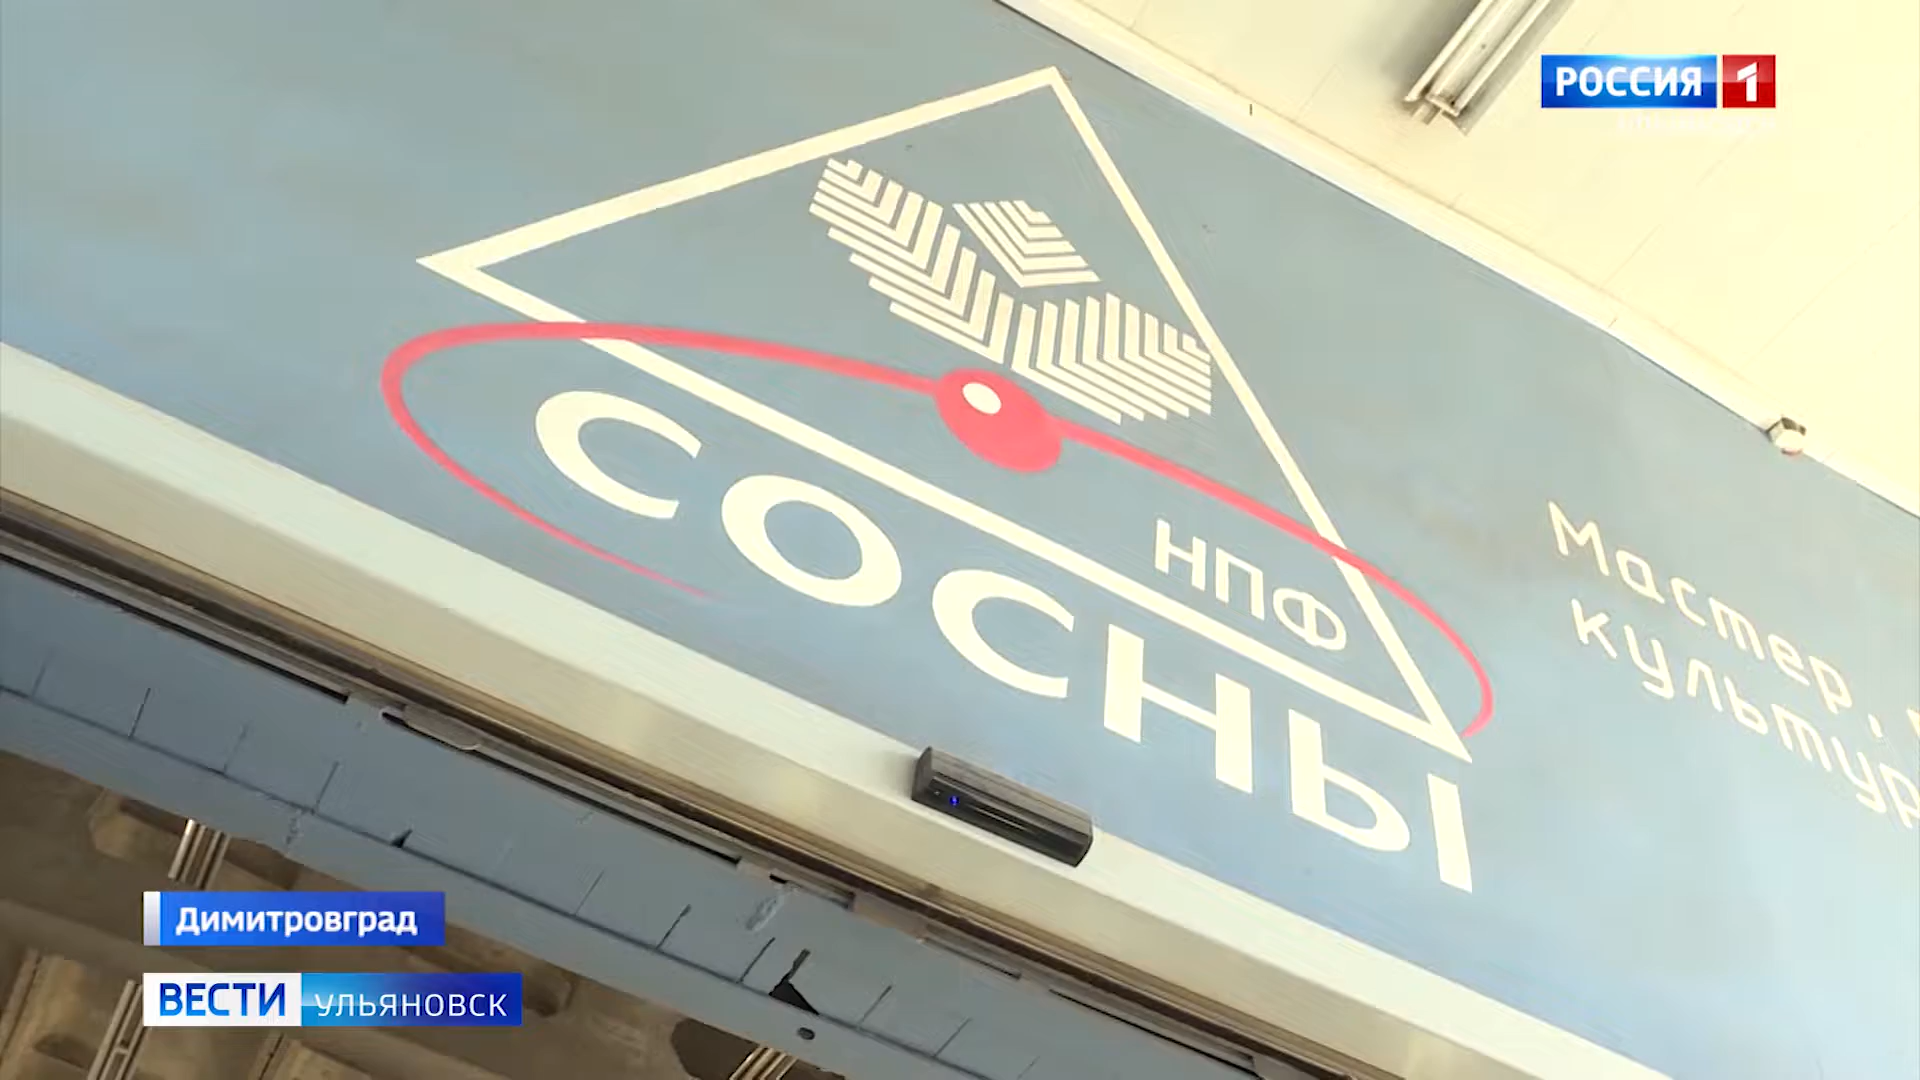 РОССИЯ 1
НПФ
СОСНЫ
Мастер.
культур
Димитровград
ВЕСТИ УЛЬЯНОВСК